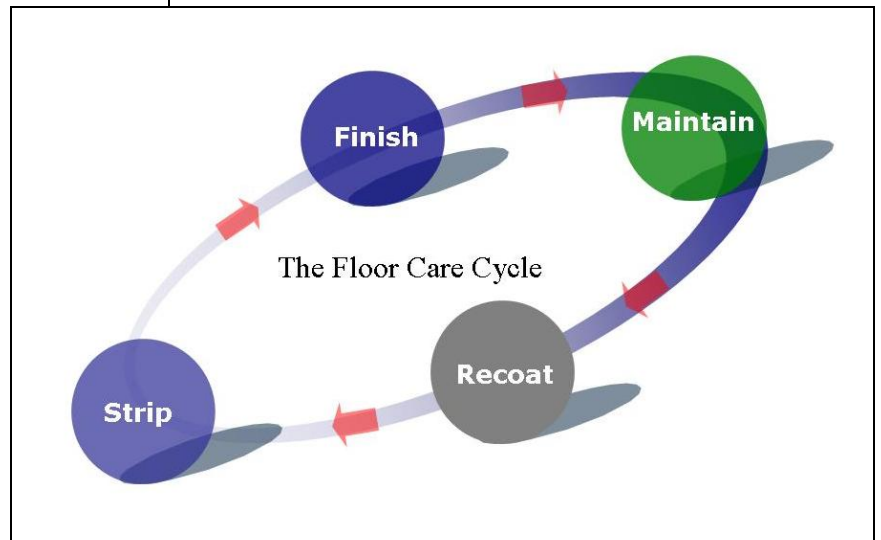 Finish
Maintain
The Floor Care Cycle
Recoat
Strip